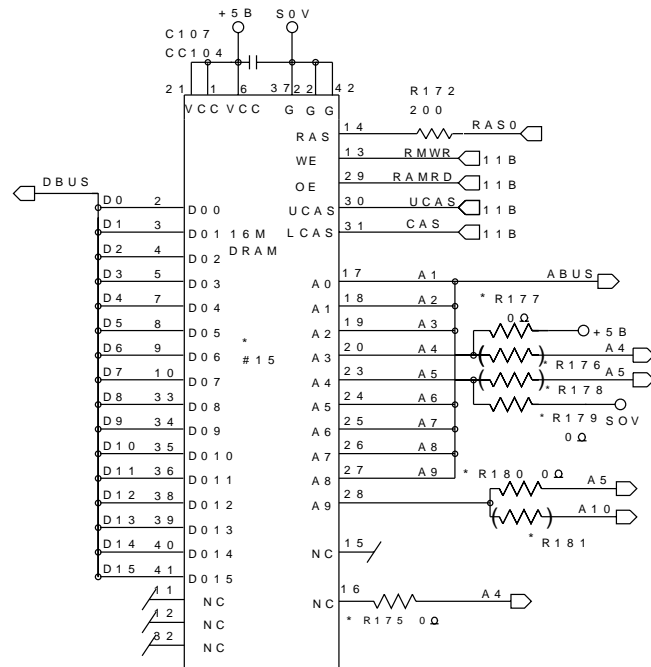 +5B S0V
C107
CC104
21 1 6 37 22 2 42
VCC VCC G G G
R172
200
RAS 14 RAS0
WE 13 RMWR 11B
OE 29 RAMRD 11B
UCAS 30 UCAS 11B
LCAS 31 CAS 11B
DBUS
D0 2 D00
D1 3 D01 16M
D2 4 D02 DRAM
D3 5 D03
D4 7 D04
D5 8 D05
D6 9 D06
D7 10 D07
D8 33 D08
D9 34 D09
D10 35 D010
D11 36 D011
D12 38 D012
D13 39 D013
D14 40 D014
D15 41 D015
11 NC
12 NC
32 NC
*
#15
A0 17 A1 ABUS
A1 18 A2
A2 19 A3
A3 20 A4
A4 23 A5
A5 24 A6
A6 25 A7
A7 26 A8
A8 27 A9
A9 28
* R177
0Ω
+5B
A4
* R176
A5
* R178
* R179 S0V
0Ω
* R180 0Ω A5
A10
* R181
NC 15
NC 16 A4
* R175 0Ω